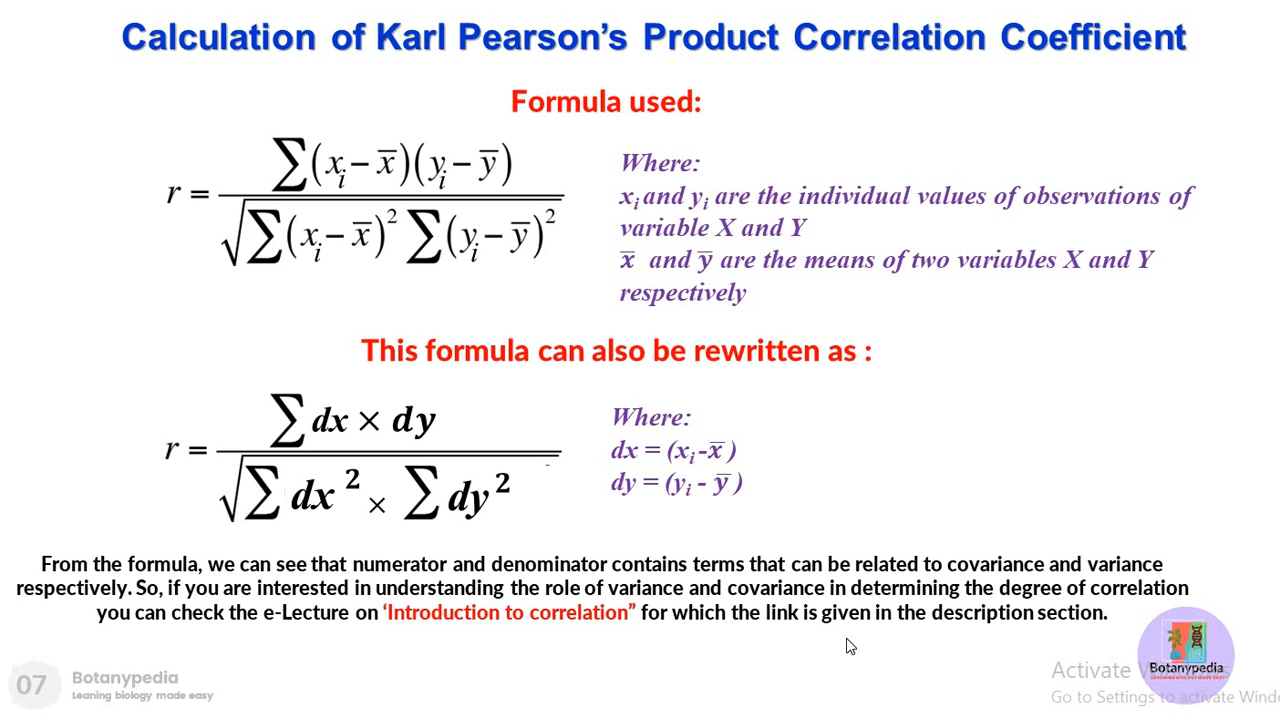 Calculation of Karl Pearson's Product Correlation Coefficient
Formula used:
r = ∑(xᵢ − x̅)(yᵢ − y̅) / √∑(xᵢ − x̅)² ∑(yᵢ − y̅)²
Where:
xᵢ and yᵢ are the individual values of observations of
variable X and Y
x̅ and y̅ are the means of two variables X and Y
respectively
This formula can also be rewritten as :
r = ∑ dx × dy / √∑ dx² × ∑ dy²
Where:
dx = (xᵢ -x̅ )
dy = (yᵢ - y̅ )
From the formula, we can see that numerator and denominator contains terms that can be related to covariance and variance
respectively. So, if you are interested in understanding the role of variance and covariance in determining the degree of correlation
you can check the e-Lecture on ‘Introduction to correlation” for which the link is given in the description section.
07
Botanypedia
Leaning biology made easy
Botanypedia
LEARNING BIOLOGY MADE EASY
Activate
Go to Settings to activate Wind